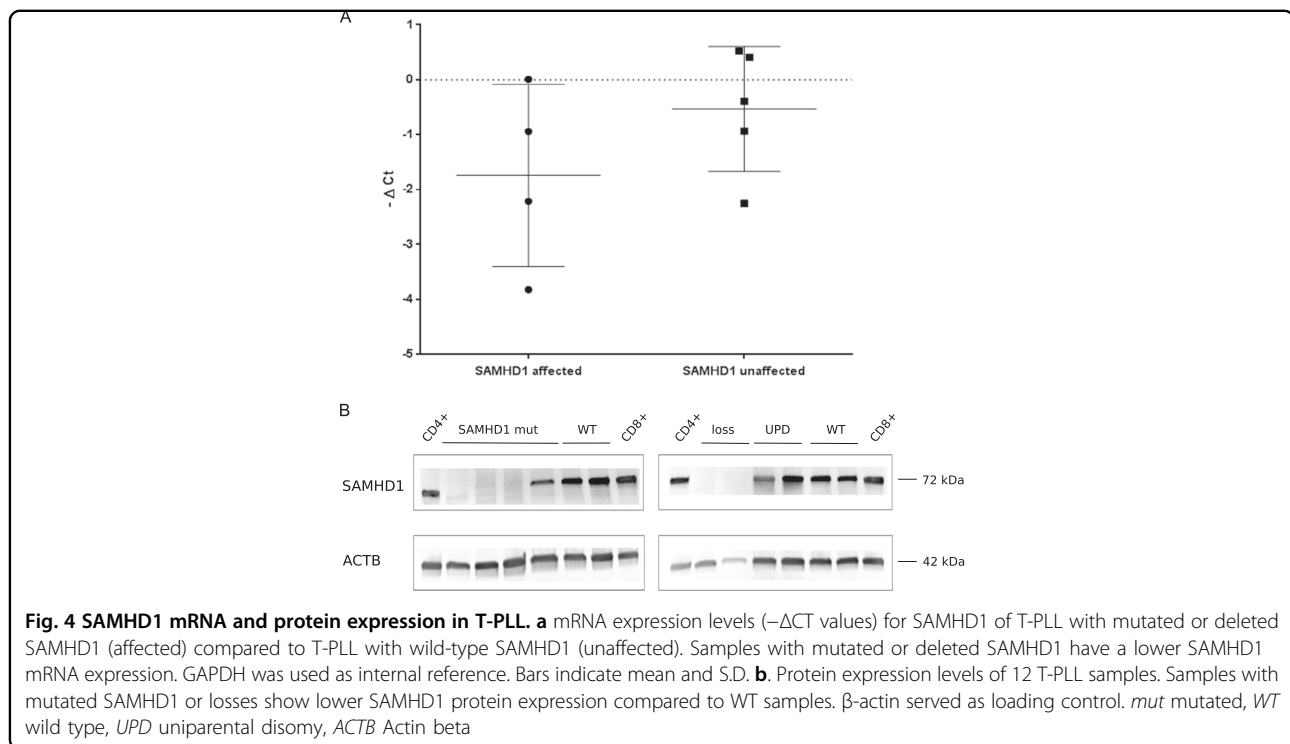 A
1
0
-1
-2
-3
-4
-5
- Δ Ct
SAMHD1 affected
SAMHD1 unaffected
B
CD4+
SAMHD1 mut
WT
CD8+
CD4+
loss
UPD
WT
CD8+
SAMHD1
72 kDa
ACTB
42 kDa
Fig. 4 SAMHD1 mRNA and protein expression in T-PLL. a mRNA expression levels (−ΔCT values) for SAMHD1 of T-PLL with mutated or deleted
SAMHD1 (affected) compared to T-PLL with wild-type SAMHD1 (unaffected). Samples with mutated or deleted SAMHD1 have a lower SAMHD1
mRNA expression. GAPDH was used as internal reference. Bars indicate mean and S.D. b. Protein expression levels of 12 T-PLL samples. Samples with
mutated SAMHD1 or losses show lower SAMHD1 protein expression compared to WT samples. β-actin served as loading control. mut mutated, WT
wild type, UPD uniparental disomy, ACTB Actin beta